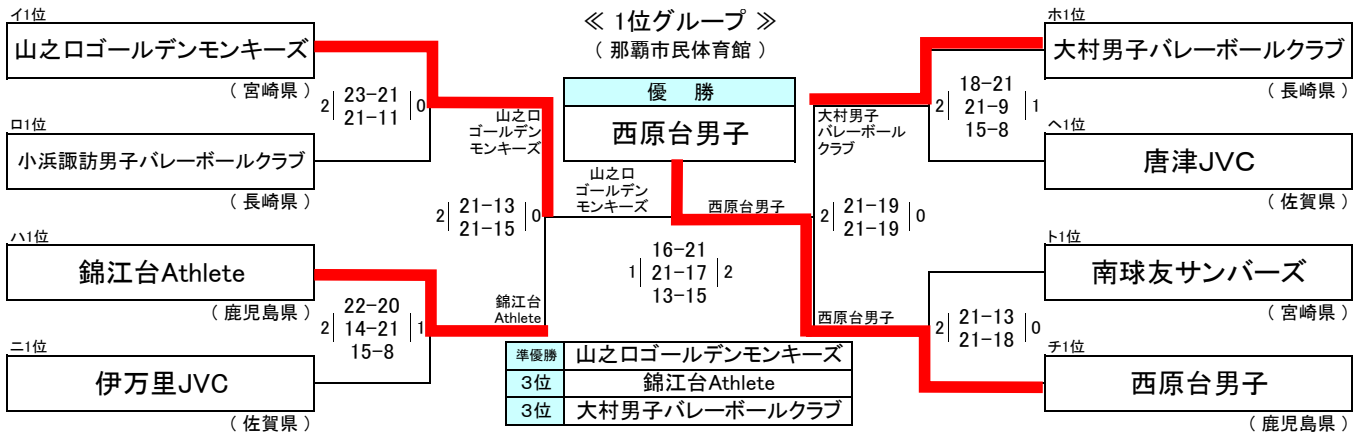 ≪ 1位グループ ≫
（ 那覇市民体育館 ）
優 勝
西原台男子
イ1位
山之口ゴールデンモンキーズ
（ 宮崎県 ）
2 23-21 0
21-11
ロ1位
小浜諏訪男子バレーボールクラブ
（ 長崎県 ）
山之口
ゴールデン
モンキーズ
2 21-13 0
21-15
ハ1位
錦江台Athlete
（ 鹿児島県 ）
22-20
2 14-21 1
15-8
ニ1位
伊万里JVC
（ 佐賀県 ）
錦江台
Athlete
山之口
ゴールデン
モンキーズ
西原台男子
16-21
1 21-17 2
13-15
大村男子
バレーボール
クラブ
2 21-19 0
21-19
西原台男子
ホ1位
大村男子バレーボールクラブ
（ 長崎県 ）
18-21
2 21-9 1
15-8
ヘ1位
唐津JVC
（ 佐賀県 ）
ト1位
南球友サンバーズ
（ 宮崎県 ）
2 21-13 0
21-18
チ1位
西原台男子
（ 鹿児島県 ）
準優勝 山之口ゴールデンモンキーズ
3位 錦江台Athlete
3位 大村男子バレーボールクラブ